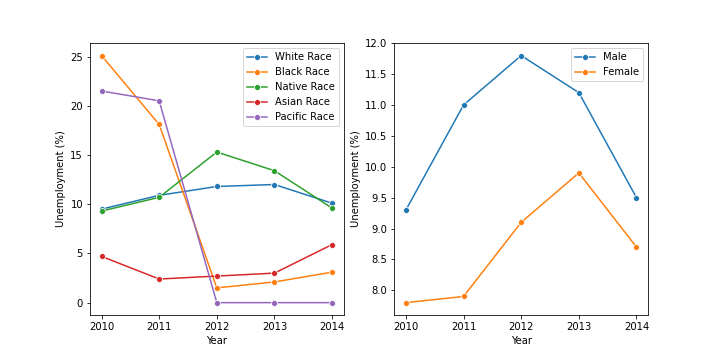 25
20
15
10
5
0
Unemployment (%)
2010 2011 2012 2013 2014
Year
White Race
Black Race
Native Race
Asian Race
Pacific Race
12.0
11.5
11.0
10.5
10.0
9.5
9.0
8.5
8.0
Unemployment (%)
2010 2011 2012 2013 2014
Year
Male
Female